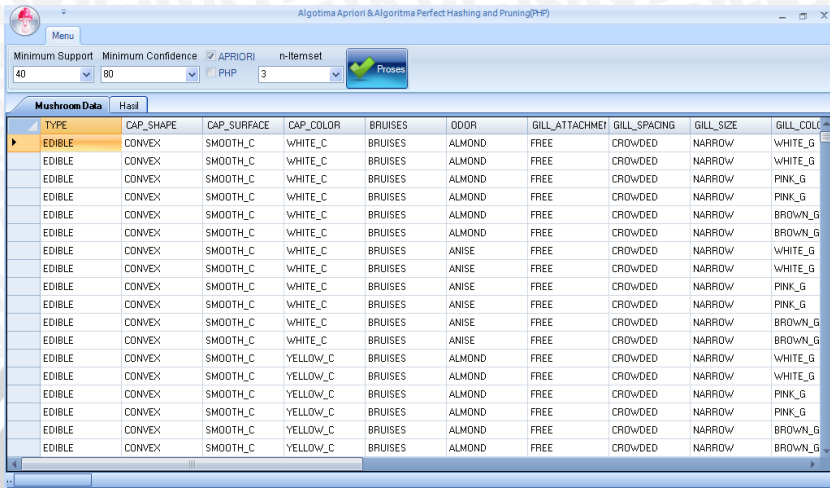 Algotima Apriori & Algoritma Perfect Hashing and Pruning(PHP)
Menu
Minimum Support Minimum Confidence APRIORI n-Itemset
40 80 PHP 3 Proses
Mushroom Data Hasil
TYPE CAP_SHAPE CAP_SURFACE CAP_COLOR BRUISES ODOR GILL_ATTACHMEI GILL_SPACING GILL_SIZE GILL_COLO
EDIBLE CONVEX SMOOTH_C WHITE_C BRUISES ALMOND FREE CROWDED NARROW WHITE_G
EDIBLE CONVEX SMOOTH_C WHITE_C BRUISES ALMOND FREE CROWDED NARROW WHITE_G
EDIBLE CONVEX SMOOTH_C WHITE_C BRUISES ALMOND FREE CROWDED NARROW PINK_G
EDIBLE CONVEX SMOOTH_C WHITE_C BRUISES ALMOND FREE CROWDED NARROW PINK_G
EDIBLE CONVEX SMOOTH_C WHITE_C BRUISES ALMOND FREE CROWDED NARROW BROWN_G
EDIBLE CONVEX SMOOTH_C WHITE_C BRUISES ALMOND FREE CROWDED NARROW BROWN_G
EDIBLE CONVEX SMOOTH_C WHITE_C BRUISES ANISE FREE CROWDED NARROW WHITE_G
EDIBLE CONVEX SMOOTH_C WHITE_C BRUISES ANISE FREE CROWDED NARROW WHITE_G
EDIBLE CONVEX SMOOTH_C WHITE_C BRUISES ANISE FREE CROWDED NARROW PINK_G
EDIBLE CONVEX SMOOTH_C WHITE_C BRUISES ANISE FREE CROWDED NARROW PINK_G
EDIBLE CONVEX SMOOTH_C WHITE_C BRUISES ANISE FREE CROWDED NARROW BROWN_G
EDIBLE CONVEX SMOOTH_C WHITE_C BRUISES ANISE FREE CROWDED NARROW BROWN_G
EDIBLE CONVEX SMOOTH_C YELLOW_C BRUISES ALMOND FREE CROWDED NARROW WHITE_G
EDIBLE CONVEX SMOOTH_C YELLOW_C BRUISES ALMOND FREE CROWDED NARROW WHITE_G
EDIBLE CONVEX SMOOTH_C YELLOW_C BRUISES ALMOND FREE CROWDED NARROW PINK_G
EDIBLE CONVEX SMOOTH_C YELLOW_C BRUISES ALMOND FREE CROWDED NARROW PINK_G
EDIBLE CONVEX SMOOTH_C YELLOW_C BRUISES ALMOND FREE CROWDED NARROW BROWN_G
EDIBLE CONVEX SMOOTH_C YELLOW_C BRUISES ALMOND FREE CROWDED NARROW BROWN_G